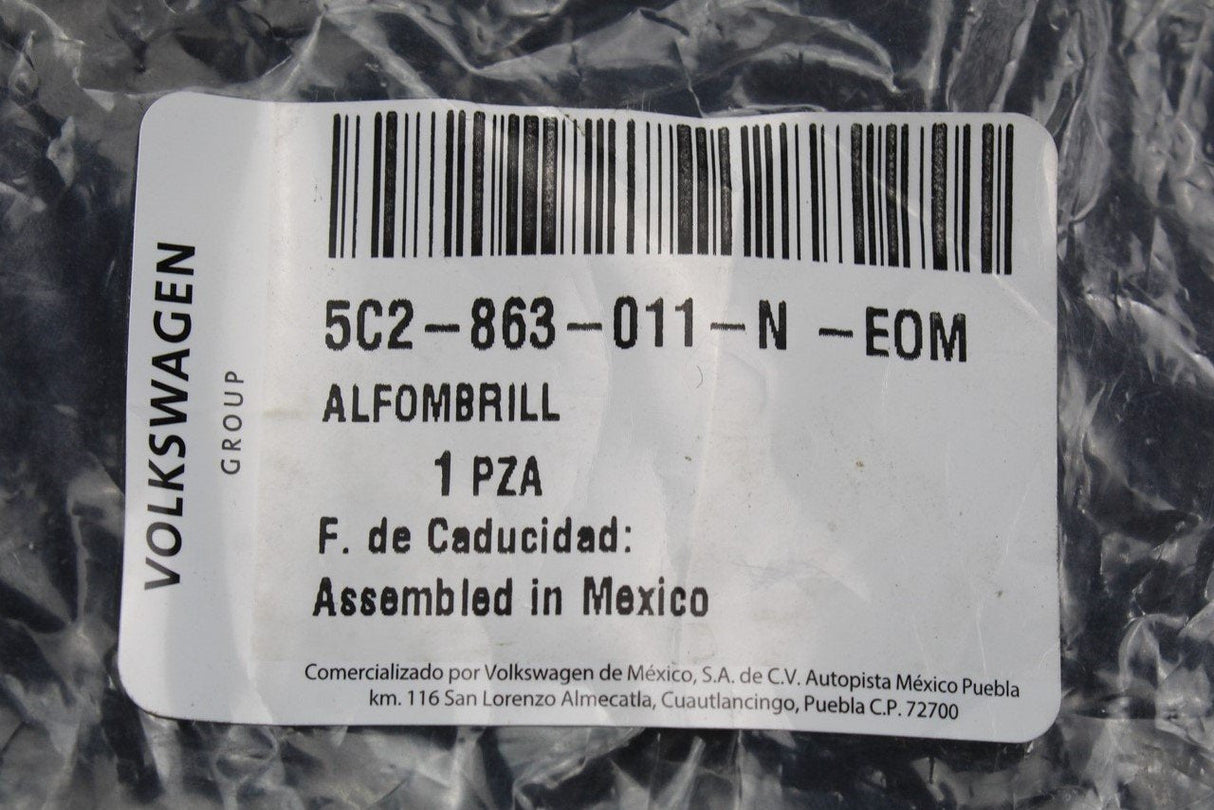 VOLKSWAGEN
GROUP
5C2-863-011-N -EOM
ALFOMBRILL
1 PZA
F. de Caducidad:
Assembled in Mexico
Comercializado por Volkswagen de México, S.A. de C.V. Autopista México Puebla
km. 116 San Lorenzo Almecatla, Cuautlancingo, Puebla C.P. 72700